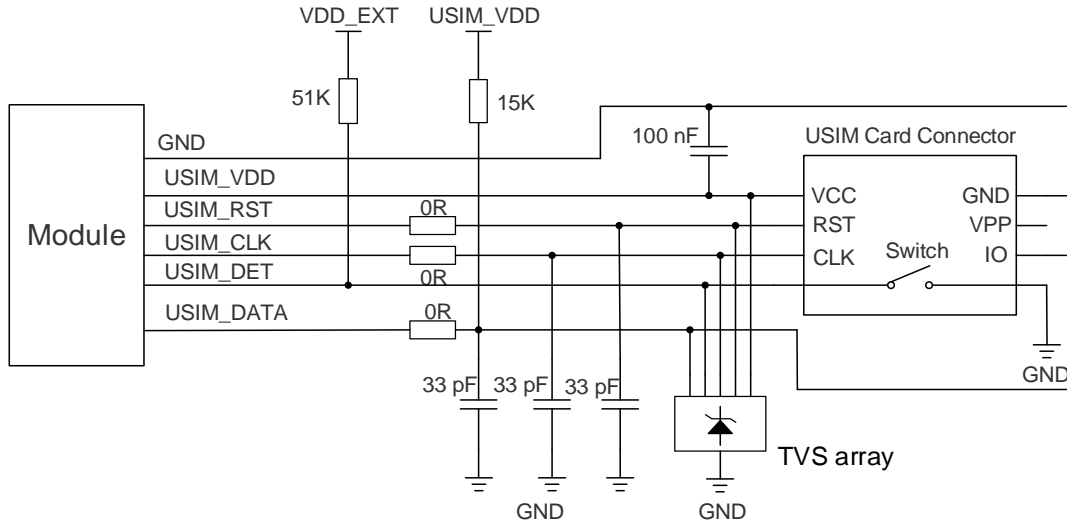 VDD_EXT USIM_VDD
51K 15K
100 nF USIM Card Connector
GND
USIM_VDD VCC GND
USIM_RST 0R RST VPP
Module
USIM_CLK CLK Switch IO
USIM_DET 0R
USIM_DATA 0R
GND
33 pF 33 pF 33 pF
TVS array
GND GND